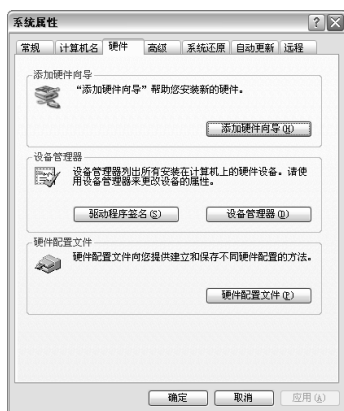 系统属性
常规 计算机名 硬件 高级 系统还原 自动更新 远程
添加硬件向导
“添加硬件向导”帮助您安装新的硬件。
添加硬件向导(H)
设备管理器
设备管理器列出所有安装在计算机上的硬件设备。请使
用设备管理器来更改设备的属性。
驱动程序签名(S) 设备管理器(D)
硬件配置文件
硬件配置文件向您提供建立和保存不同硬件配置的方法。
硬件配置文件(P)
确定 取消 应用(A)